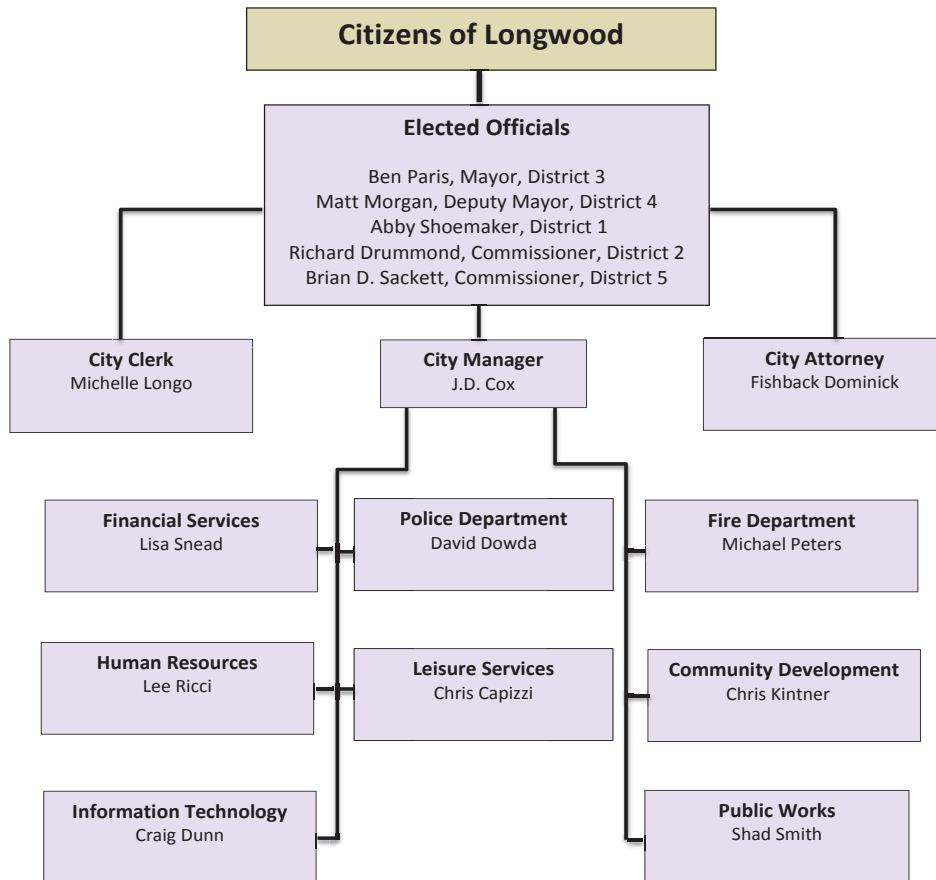 Citizens of Longwood
Elected Officials
Ben Paris, Mayor, District 3
Matt Morgan, Deputy Mayor, District 4
Abby Shoemaker, District 1
Richard Drummond, Commissioner, District 2
Brian D. Sackett, Commissioner, District 5
City Clerk
Michelle Longo
City Manager
J.D. Cox
City Attorney
Fishback Dominick
Financial Services
Lisa Snead
Police Department
David Dowda
Fire Department
Michael Peters
Human Resources
Lee Ricci
Leisure Services
Chris Capizzi
Community Development
Chris Kintner
Information Technology
Craig Dunn
Public Works
Shad Smith